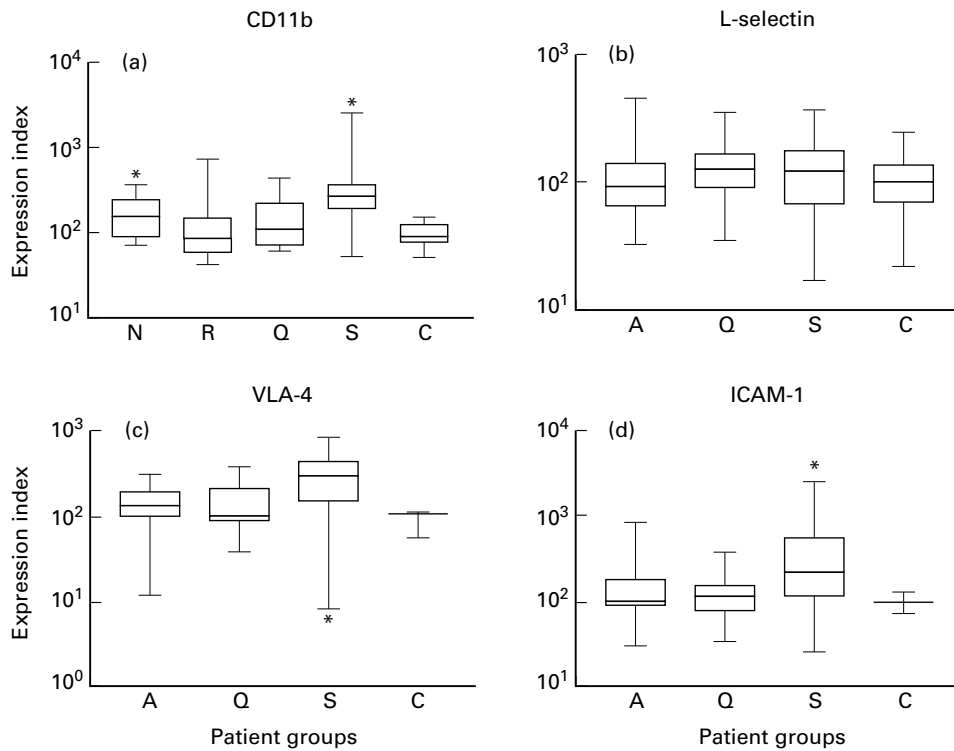 CD11b
(a)
Expression index
10⁴
10³
10²
10¹
*
*
N R Q S C
L-selectin
(b)
10³
10²
10¹
A Q S C
VLA-4
(c)
Expression index
10³
10²
10¹
10⁰
*
A Q S C
Patient groups
ICAM-1
(d)
10⁴
10³
10²
10¹
*
A Q S C
Patient groups